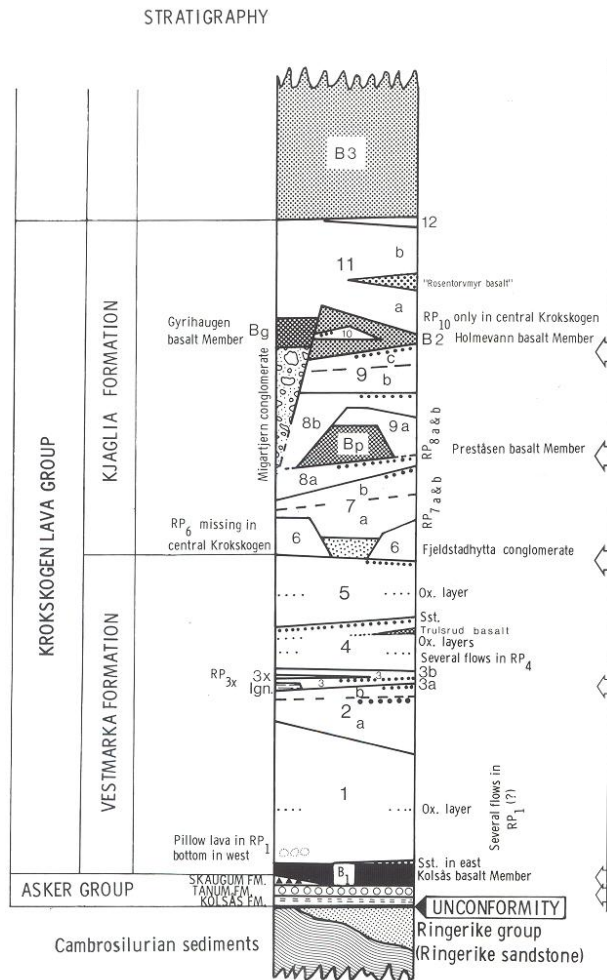 STRATIGRAPHY
B3
12
b
11
"Rosentorvmyr basalt"
a
RP10 only in central Krokskogen
Gyrihaugen
basalt Member
Bg
10
B2
Holmevann basalt Member
c
9
b
Migartjern conglomerate
8b
9a
Bp
RP8 a & b
Preståsen basalt Member
8a
b
7
a
RP7 a & b
RP6 missing in
central Krokskogen
6
6
Fjeldstadhytta conglomerate
5
Ox. layer
Sst.
Trulsrud basalt
4
Ox. layers
Several flows in RP4
RP3x
3x
Ign.
3
3
3b
3a
b
2
a
1
Ox. layer
Several flows in
RP1 (?)
Pillow lava in RP1
bottom in west
B1
Sst. in east
Kolsås basalt Member
KROKSKOGEN LAVA GROUP
KJAGLIA FORMATION
VESTMARKA FORMATION
ASKER GROUP
SKAUGUM FM.
TANUM FM.
KOLSÅS FM.
UNCONFORMITY
Cambrosilurian sediments
Ringerike group
(Ringerike sandstone)